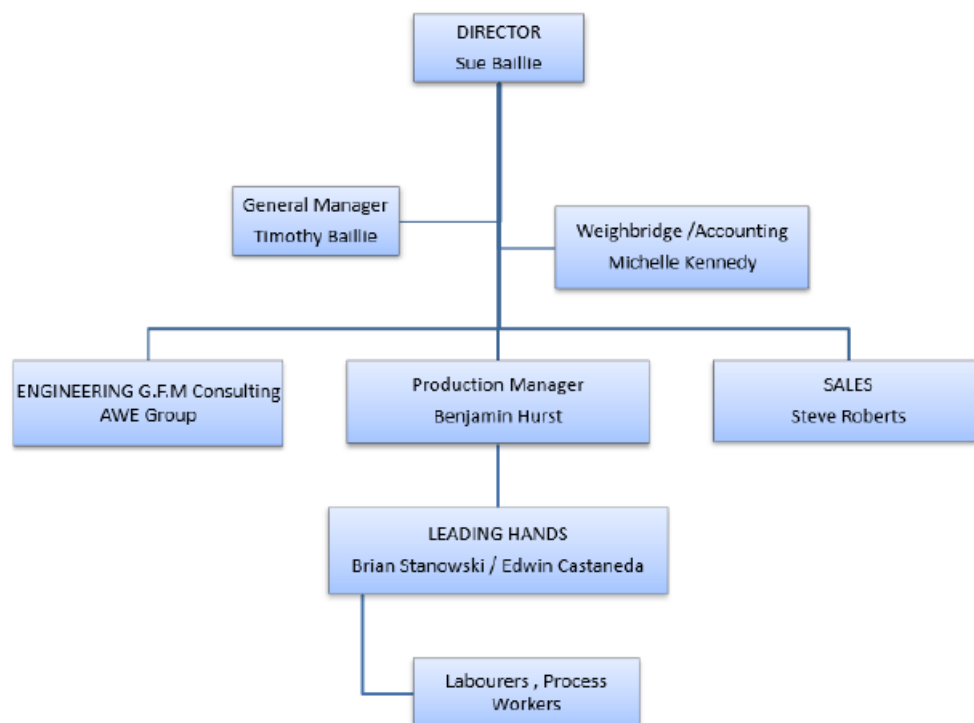 DIRECTOR
Sue Baillie
General Manager
Timothy Baillie
Weighbridge /Accounting
Michelle Kennedy
ENGINEERING G.F.M Consulting
AWE Group
Production Manager
Benjamin Hurst
SALES
Steve Roberts
LEADING HANDS
Brian Stanowski / Edwin Castaneda
Labourers , Process
Workers